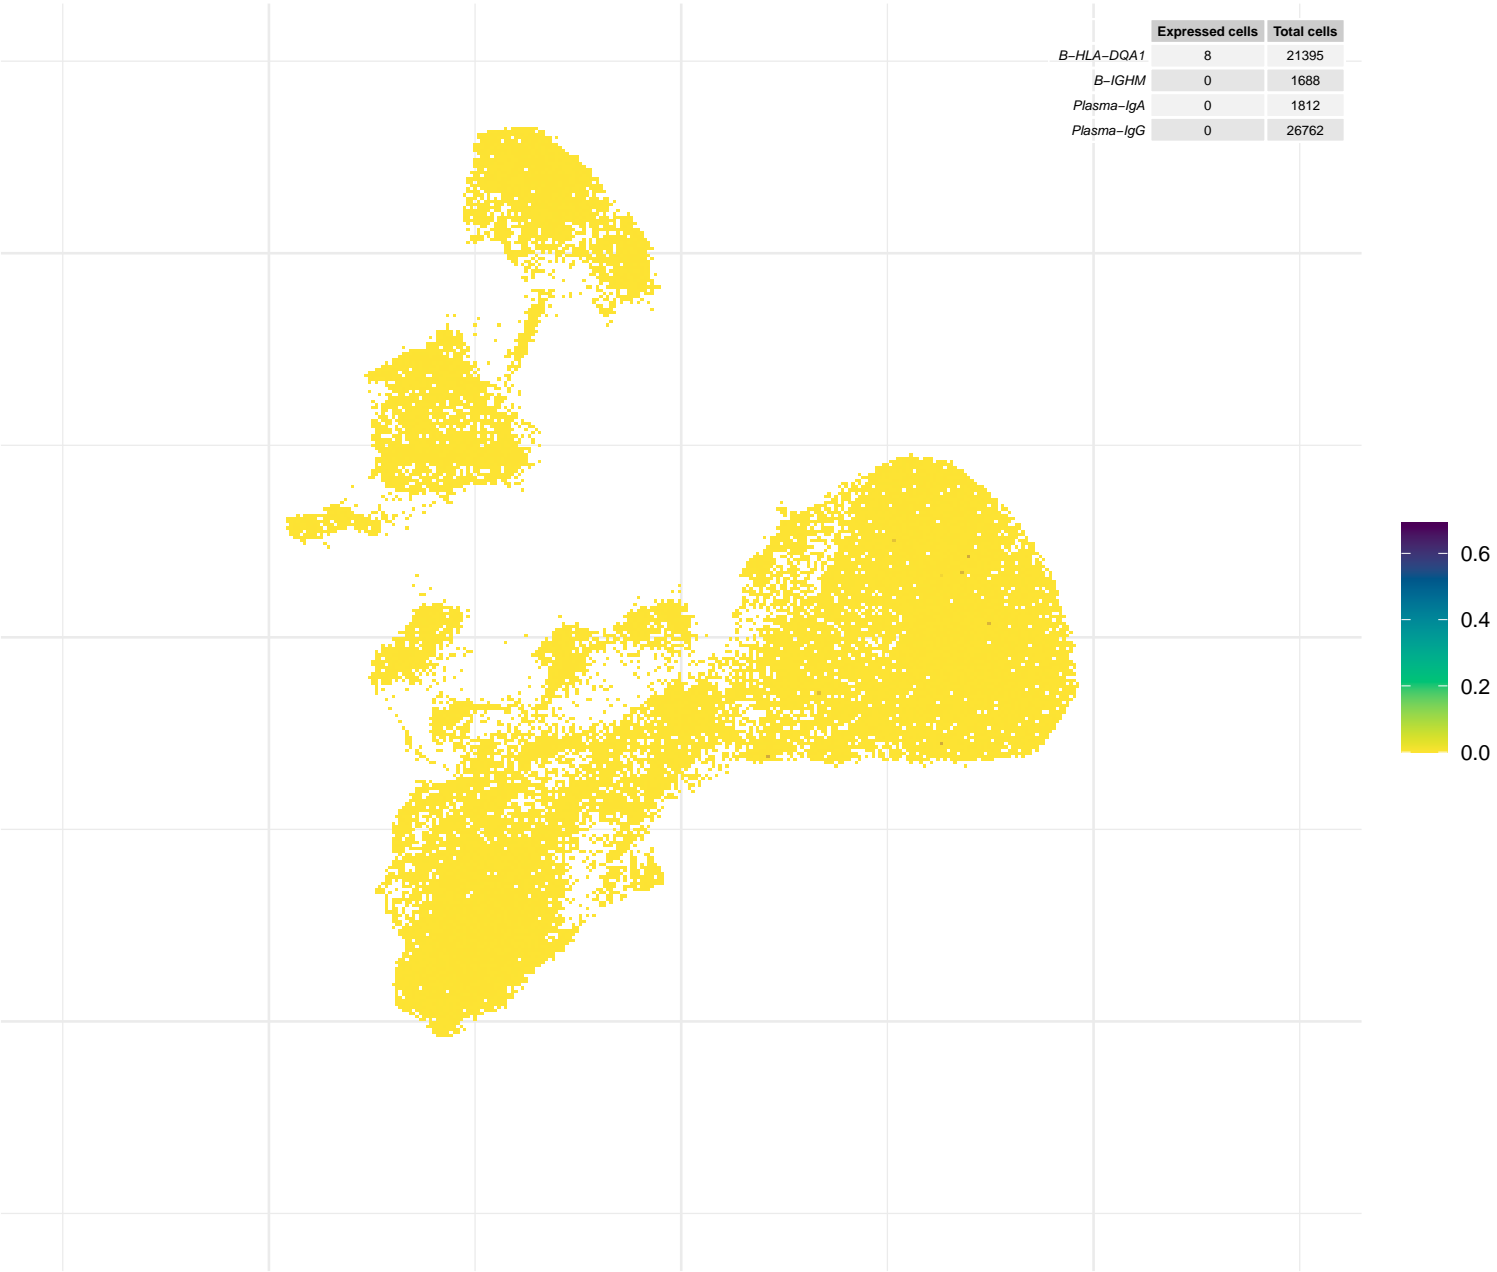 Expressed cells Total cells
B−HLA−DQA1 8 21395
B−IGHM 0 1688
Plasma−IgA 0 1812
Plasma−IgG 0 26762
0.6
0.4
0.2
0.0